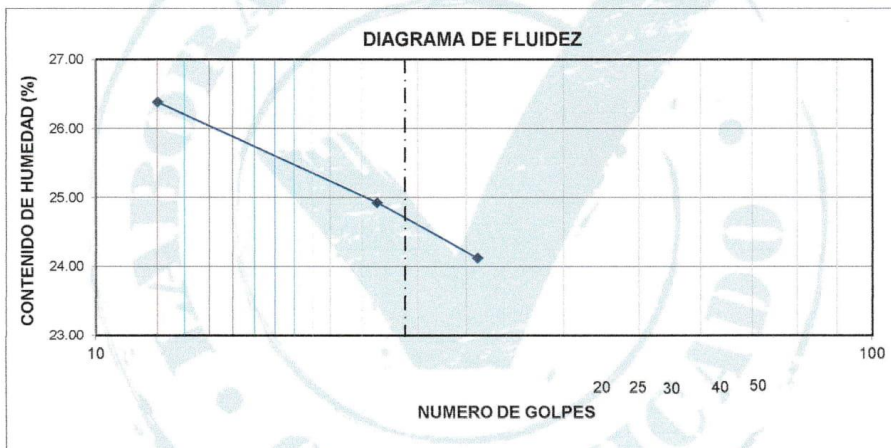 DIAGRAMA DE FLUIDEZ
27.00
26.00
25.00
24.00
23.00
CONTENIDO DE HUMEDAD (%)
10
100
20 25 30 40 50
NUMERO DE GOLPES